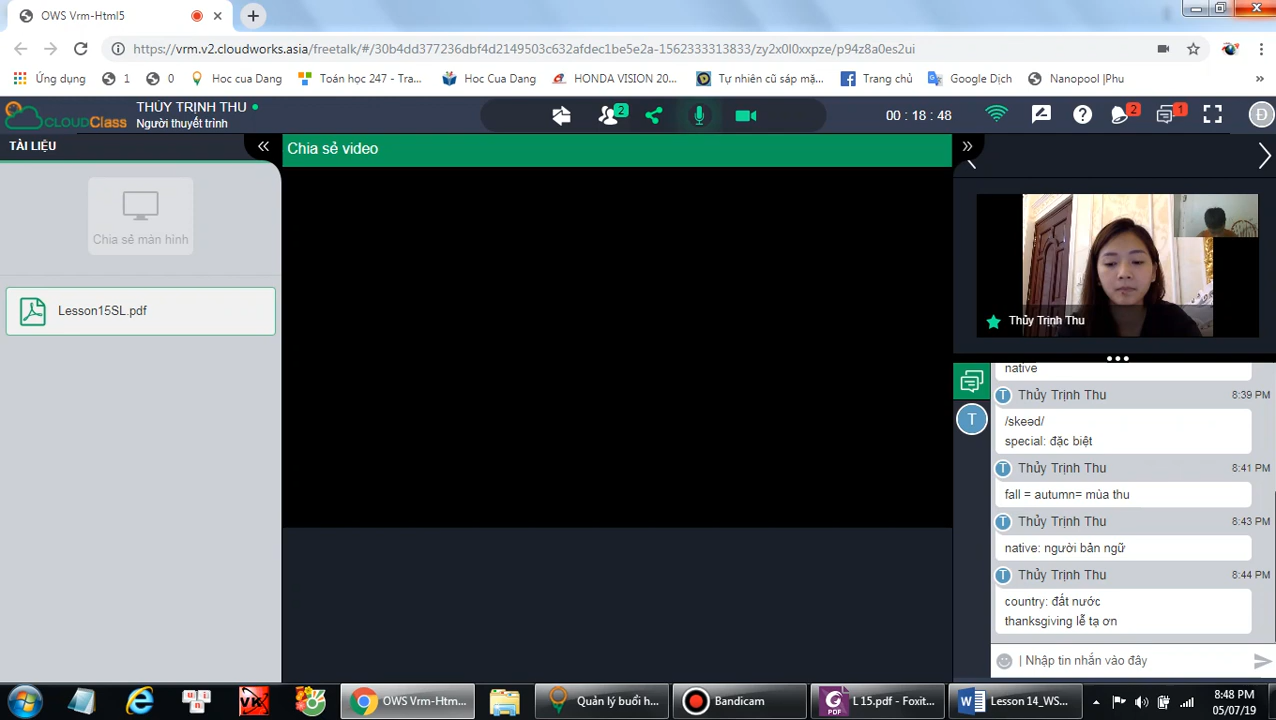 OWS Vrm-Html5
https://vrm.v2.cloudworks.asia/freetalk/#/30b4dd377236dbf4d2149503c632afdec1be5e2a-1562333313833/zy2x0l0xxpze/p94z8a0es2ui
Ứng dụng 1 0 Hoc cua Dang Toán học 247 - Tra... Học Cua Dang HONDA VISION 20... Tự nhiên cũ sáp mặ... Trang chủ Google Dịch Nanopool |Phu »
cLOUDClass
THỦY TRỊNH THU
Người thuyết trình
2
00 : 18 : 48
2
1
Đ
TÀI LIỆU
Chia sẻ màn hình
Lesson15SL.pdf
Chia sẻ video
Thủy Trịnh Thu
native
T Thủy Trịnh Thu 8:39 PM
/skeəd/
special: đặc biệt
T
T Thủy Trịnh Thu 8:41 PM
fall = autumn= mùa thu
T Thủy Trịnh Thu 8:43 PM
native: người bản ngữ
T Thủy Trịnh Thu 8:44 PM
country: đất nước
thanksgiving lễ tạ ơn
Nhập tin nhắn vào đây
OWS Vrm-Htm... Quản lý buổi h... Bandicam L 15.pdf - Foxit... Lesson 14_WS...
8:48 PM
05/07/19